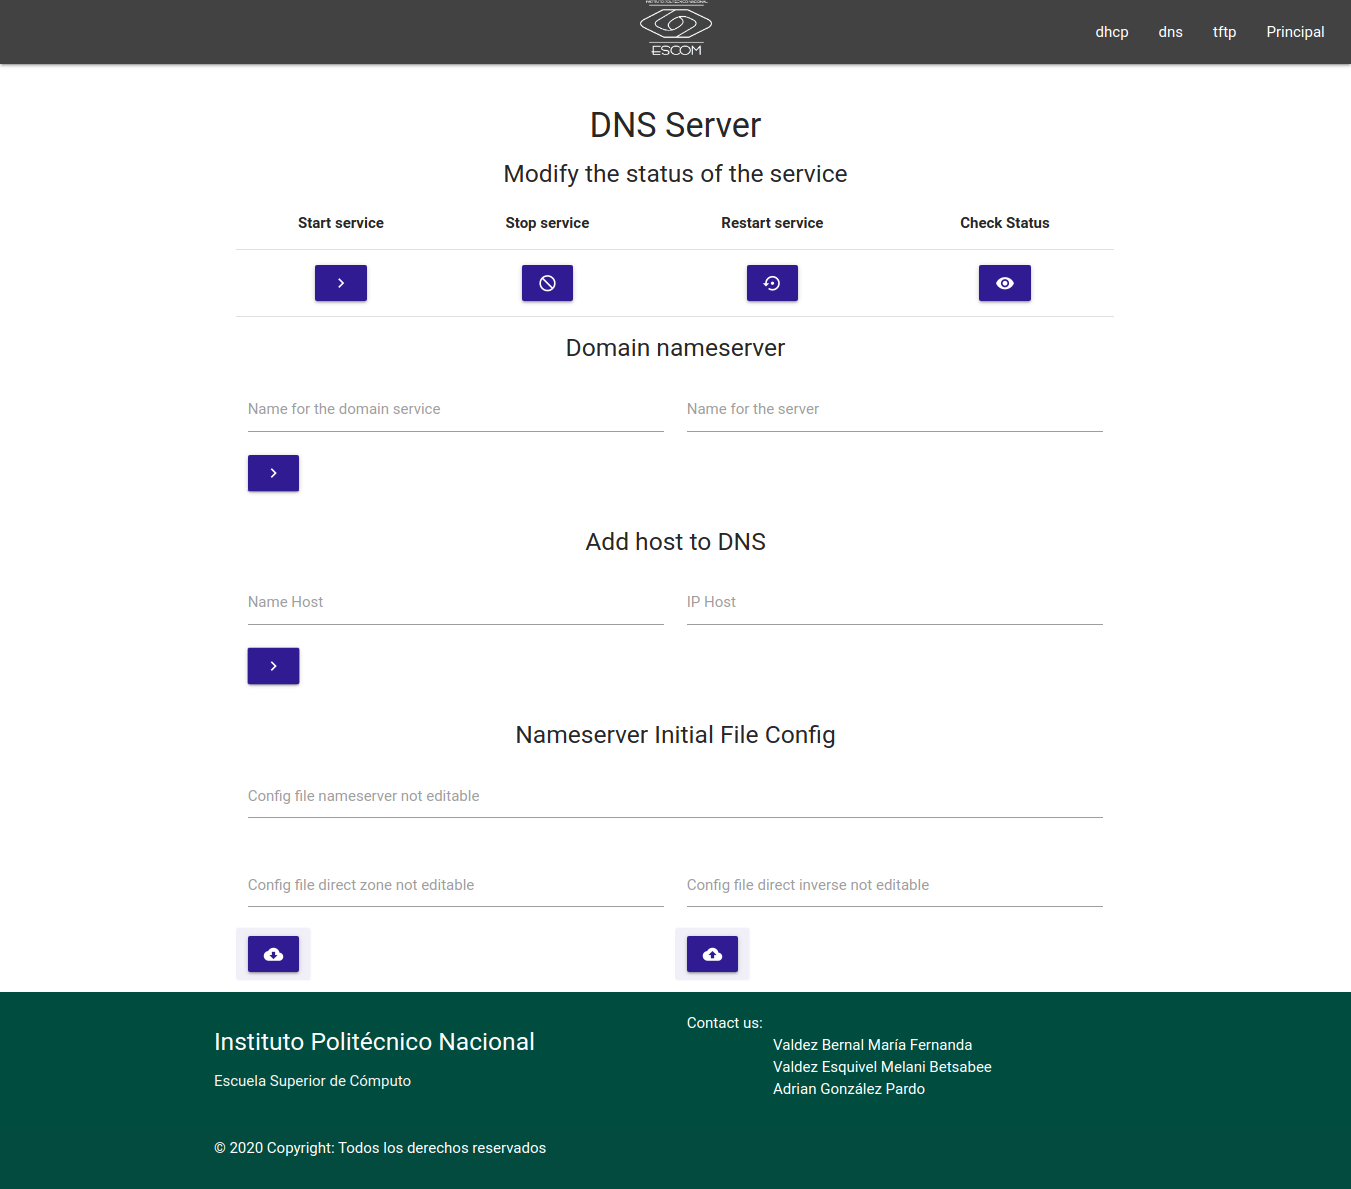 INSTITUTO POLITECNICO NACIONAL
ESCOM
dhcp dns tftp Principal
DNS Server
Modify the status of the service
Start service Stop service Restart service Check Status
Domain nameserver
Name for the domain service Name for the server
Add host to DNS
Name Host IP Host
Nameserver Initial File Config
Config file nameserver not editable
Config file direct zone not editable Config file direct inverse not editable
Instituto Politécnico Nacional
Escuela Superior de Cómputo
Contact us:
Valdez Bernal María Fernanda
Valdez Esquivel Melani Betsabee
Adrian González Pardo
© 2020 Copyright: Todos los derechos reservados